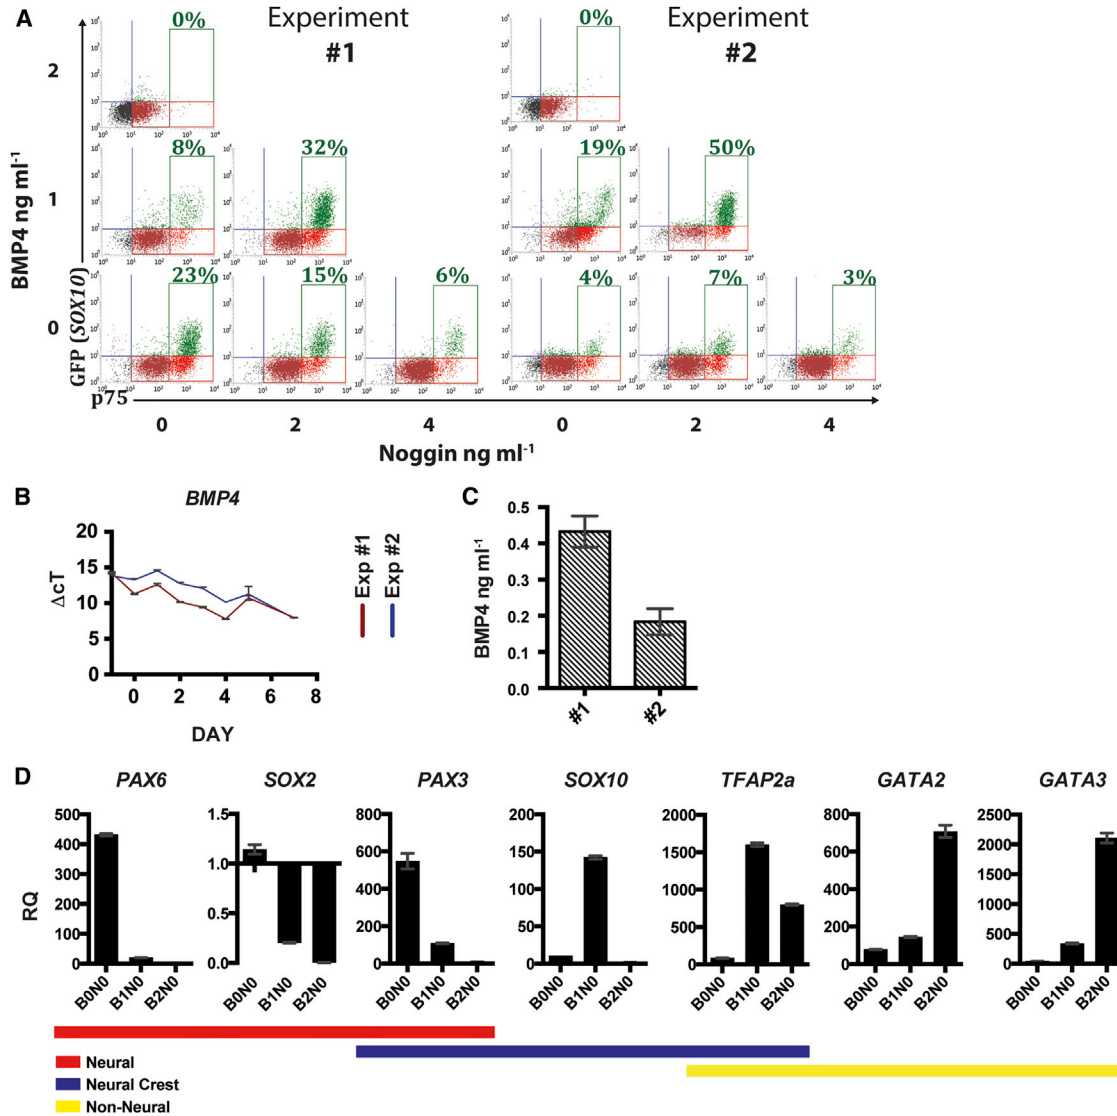 A
Experiment
#1
Experiment
#2
0%
0%
8%
32%
19%
50%
23%
15%
6%
4%
7%
3%
BMP4 ng ml-1
2
1
0
GFP (SOX10)
p75
0
2
4
0
2
4
Noggin ng ml-1
B
BMP4
20
15
10
5
0
ΔcT
0 2 4 6 8
DAY
Exp #1
Exp #2
C
0.5
0.4
0.3
0.2
0.1
0.0
BMP4 ng ml-1
#1
#2
D
PAX6
SOX2
PAX3
SOX10
TFAP2a
GATA2
GATA3
RQ
500
400
300
200
100
0
B0N0
B1N0
B2N0
1.5
1.0
0.5
0.0
B0N0
B1N0
B2N0
800
600
400
200
0
B0N0
B1N0
B2N0
200
150
100
50
0
B0N0
B1N0
B2N0
2000
1500
1000
500
0
B0N0
B1N0
B2N0
800
600
400
200
0
B0N0
B1N0
B2N0
2500
2000
1500
1000
500
0
B0N0
B1N0
B2N0
Neural
Neural Crest
Non-Neural